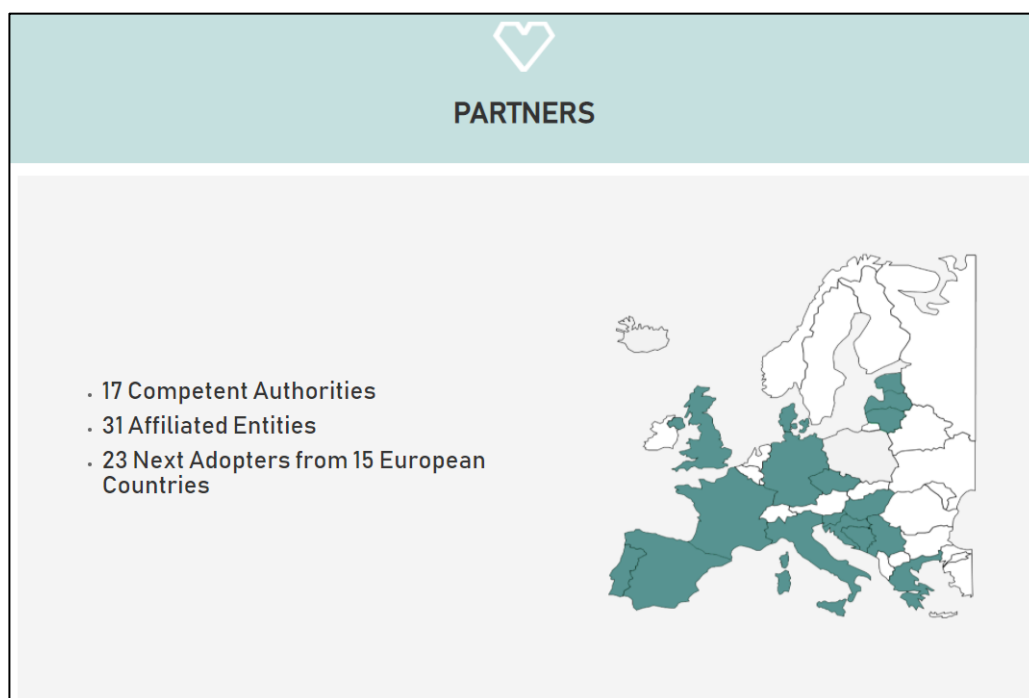 PARTNERS
17 Competent Authorities
31 Affiliated Entities
23 Next Adopters from 15 European
Countries